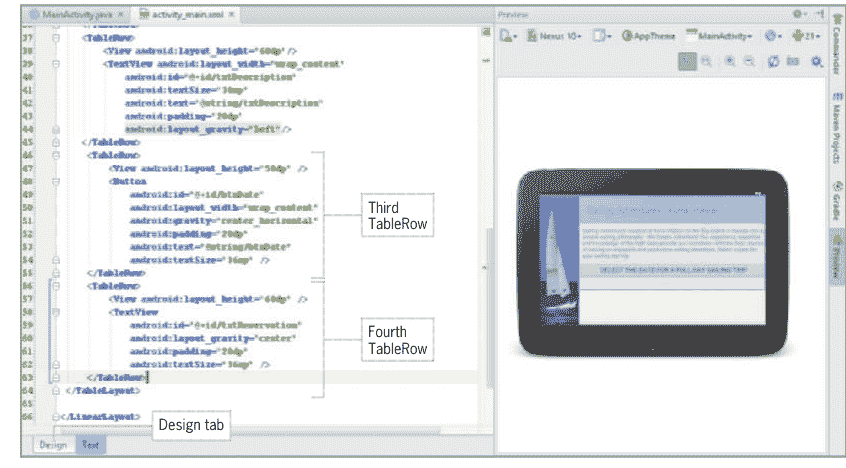 MainActivity.java
activity_main.xml
Preview
37 <TableRow>
38 <View android:layout_height="60dp"/>
39 <TextView android:layout_width="wrap_content"
40 android:id="@+id/txtDescription"
41 android:textSize="30sp"
42 android:text="@string/txtDescription"
43 android:padding="20dp"
44 android:layout_gravity="left"/>
45 </TableRow>
46 <TableRow>
47 <View android:layout_height="50dp" />
48 <Button
49 android:id="@+id/btnDate"
50 android:layout_width="wrap_content"
51 android:gravity="center_horizontal"
52 android:padding="20dp"
53 android:text="@string/btnDate"
54 android:textSize="36sp" />
55 </TableRow>
56 <TableRow>
57 <View android:layout_height="60dp" />
58 <TextView
59 android:id="@+id/txtReservation"
60 android:layout_gravity="center"
61 android:padding="20dp"
62 android:textSize="36sp" />
63 </TableRow>
64 </TableLayout>
65
66 </LinearLayout>
Third
TableRow
Fourth
TableRow
Design tab
Design
Text
Nexus 10
AppTheme
MainActivity
21
SELECT THE DATE FOR A FULL DAY SAILING TRIP
Commander
Maven Projects
Gradle
Preview